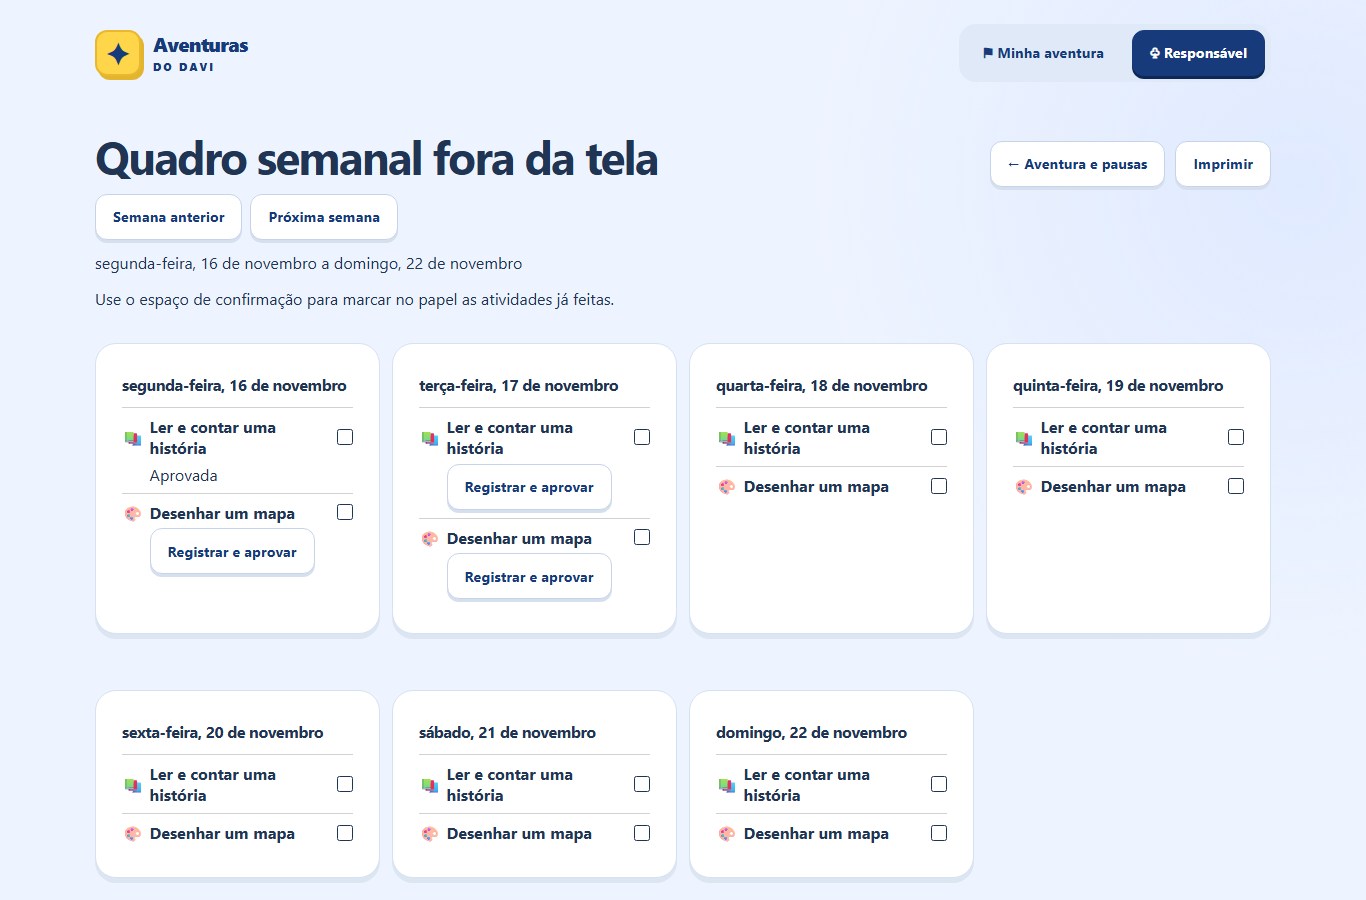 Aventuras
DO DAVI
Minha aventura
Responsável
Quadro semanal fora da tela
← Aventura e pausas
Imprimir
Semana anterior
Próxima semana
segunda-feira, 16 de novembro a domingo, 22 de novembro
Use o espaço de confirmação para marcar no papel as atividades já feitas.
segunda-feira, 16 de novembro
Ler e contar uma
história
Aprovada
Desenhar um mapa
Registrar e aprovar
terça-feira, 17 de novembro
Ler e contar uma
história
Registrar e aprovar
Desenhar um mapa
Registrar e aprovar
quarta-feira, 18 de novembro
Ler e contar uma
história
Desenhar um mapa
quinta-feira, 19 de novembro
Ler e contar uma
história
Desenhar um mapa
sexta-feira, 20 de novembro
Ler e contar uma
história
Desenhar um mapa
sábado, 21 de novembro
Ler e contar uma
história
Desenhar um mapa
domingo, 22 de novembro
Ler e contar uma
história
Desenhar um mapa